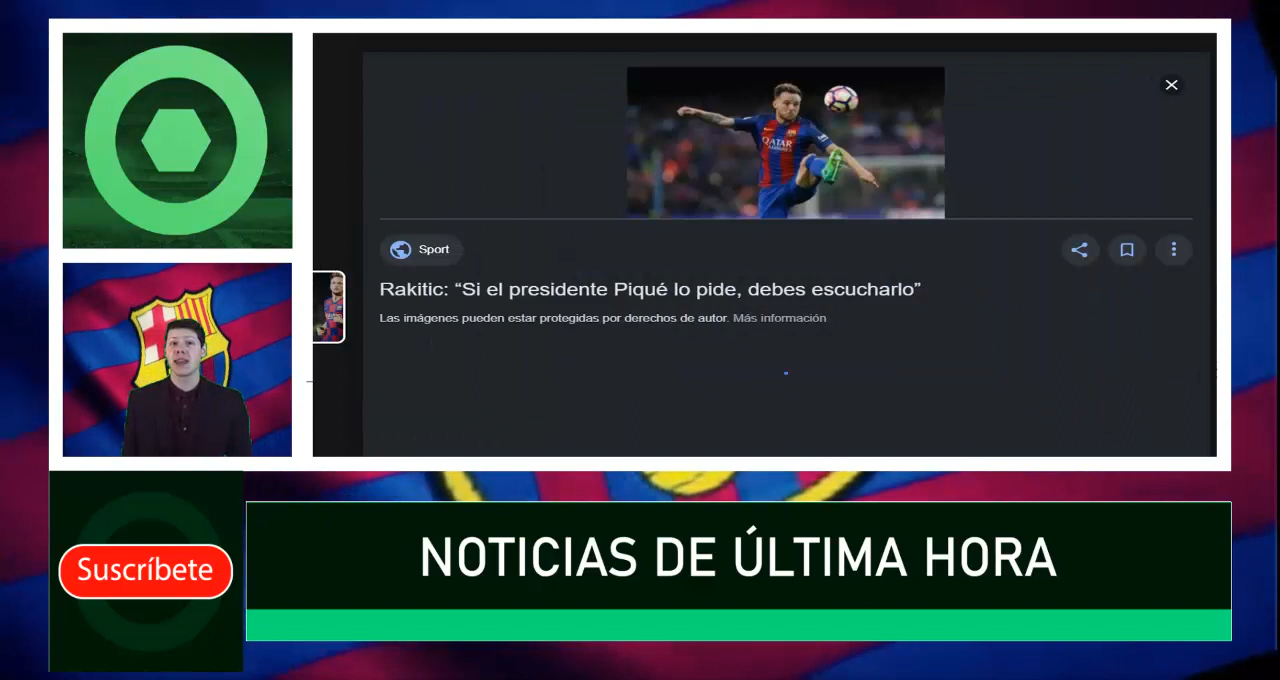 QATAR
Sport
Rakitic: “Si el presidente Piqué lo pide, debes escucharlo”
Las imágenes pueden estar protegidas por derechos de autor. Más información
Suscríbete
NOTICIAS DE ÚLTIMA HORA